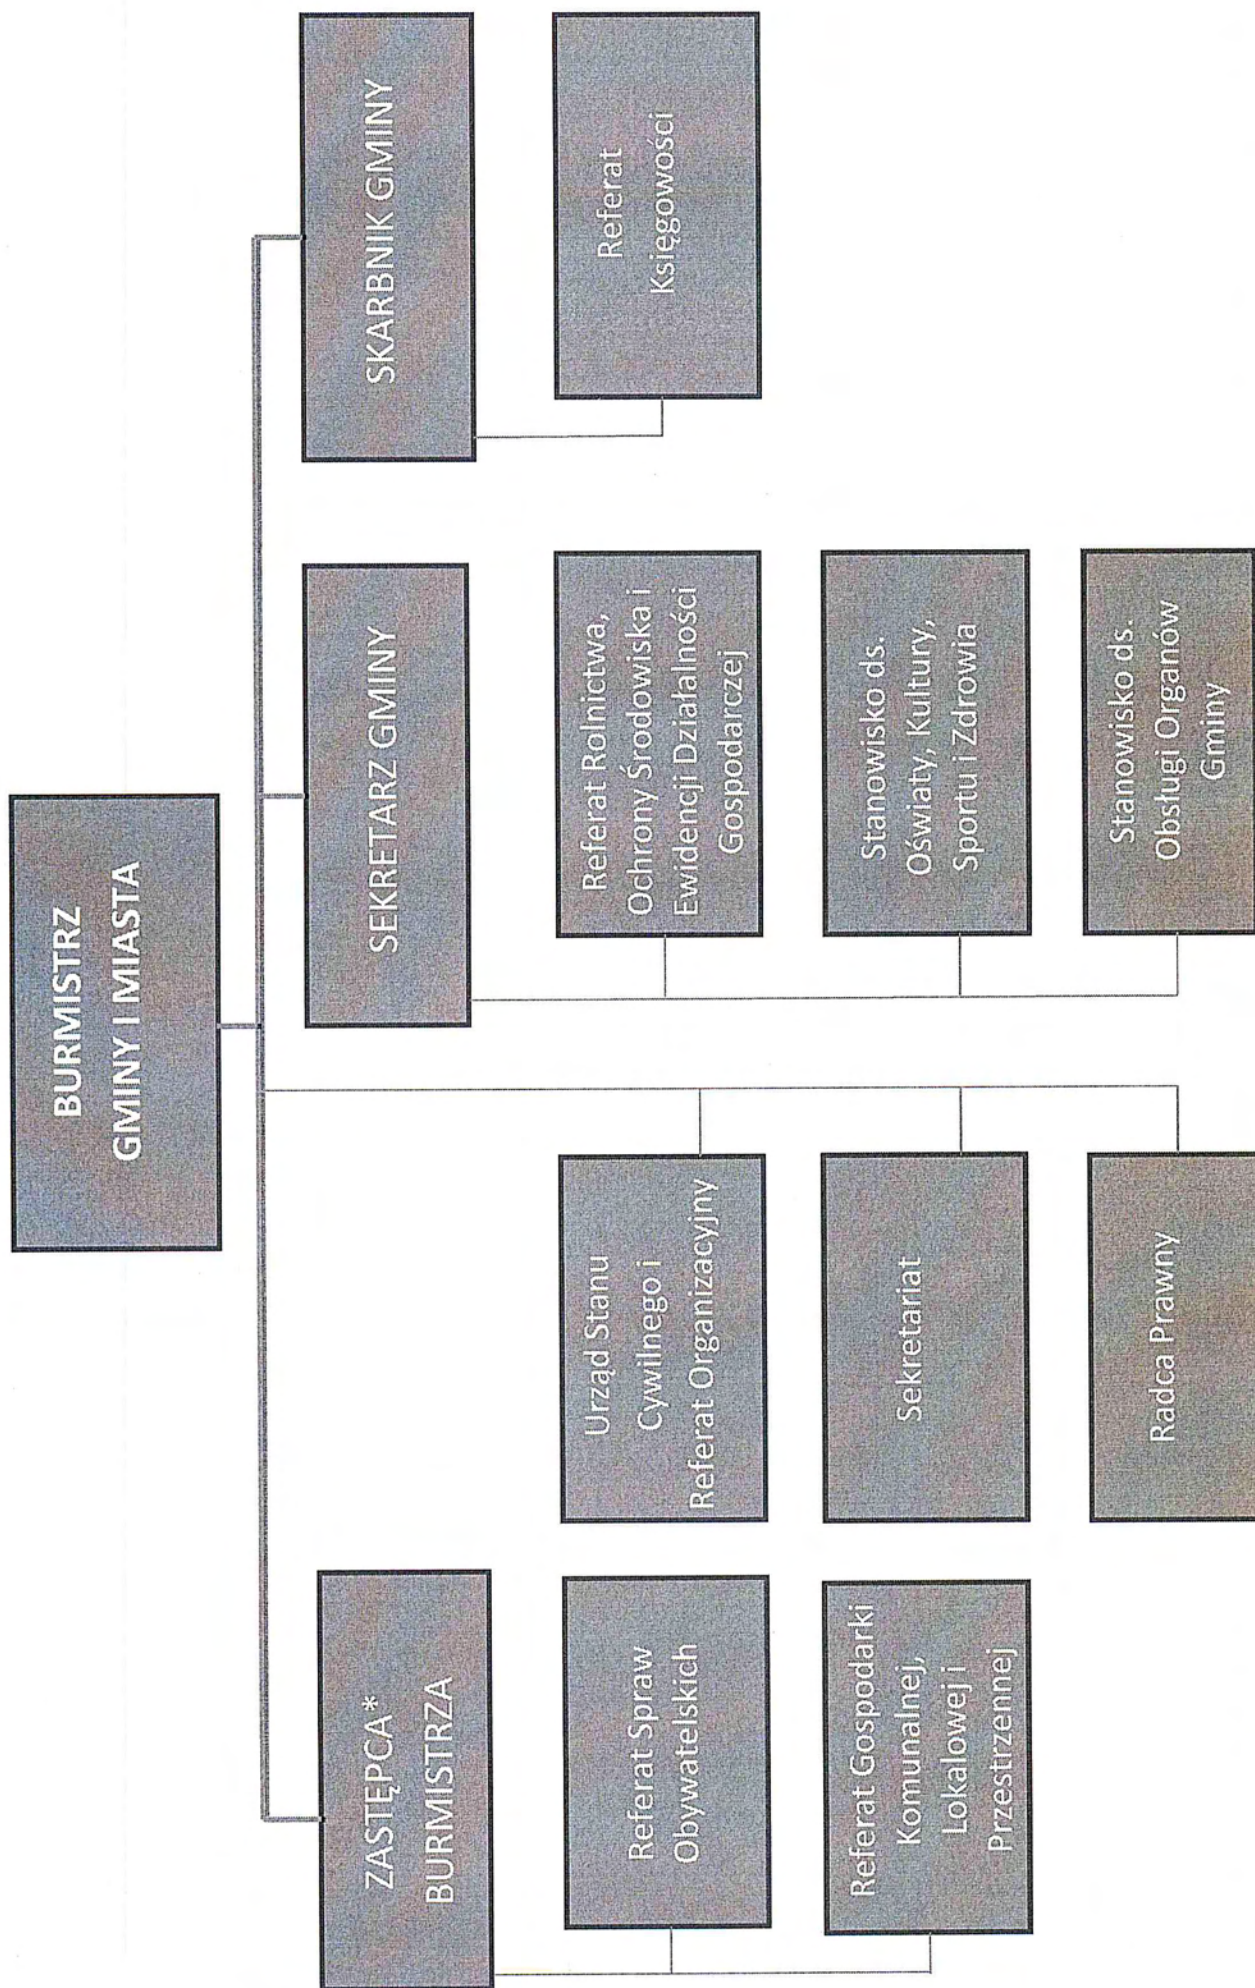 BURMISTRZ
GMINY I MIASTA
ZASTĘPCA*
BURMISTRZA
SEKRETARZ GMINY
SKARBNIK GMINY
Referat Spraw
Obywatelskich
Urząd Stanu
Cywilnego i
Referat Organizacyjny
Referat Rolnictwa,
Ochrony Środowiska i
Ewidencji Działalności
Gospodarczej
Referat
Księgowości
Referat Gospodarki
Komunalnej,
Lokalowej i
Przestrzennej
Sekretariat
Stanowisko ds.
Oświaty, Kultury,
Sportu i Zdrowia
Radca Prawny
Stanowisko ds.
Obsługi Organów
Gminy